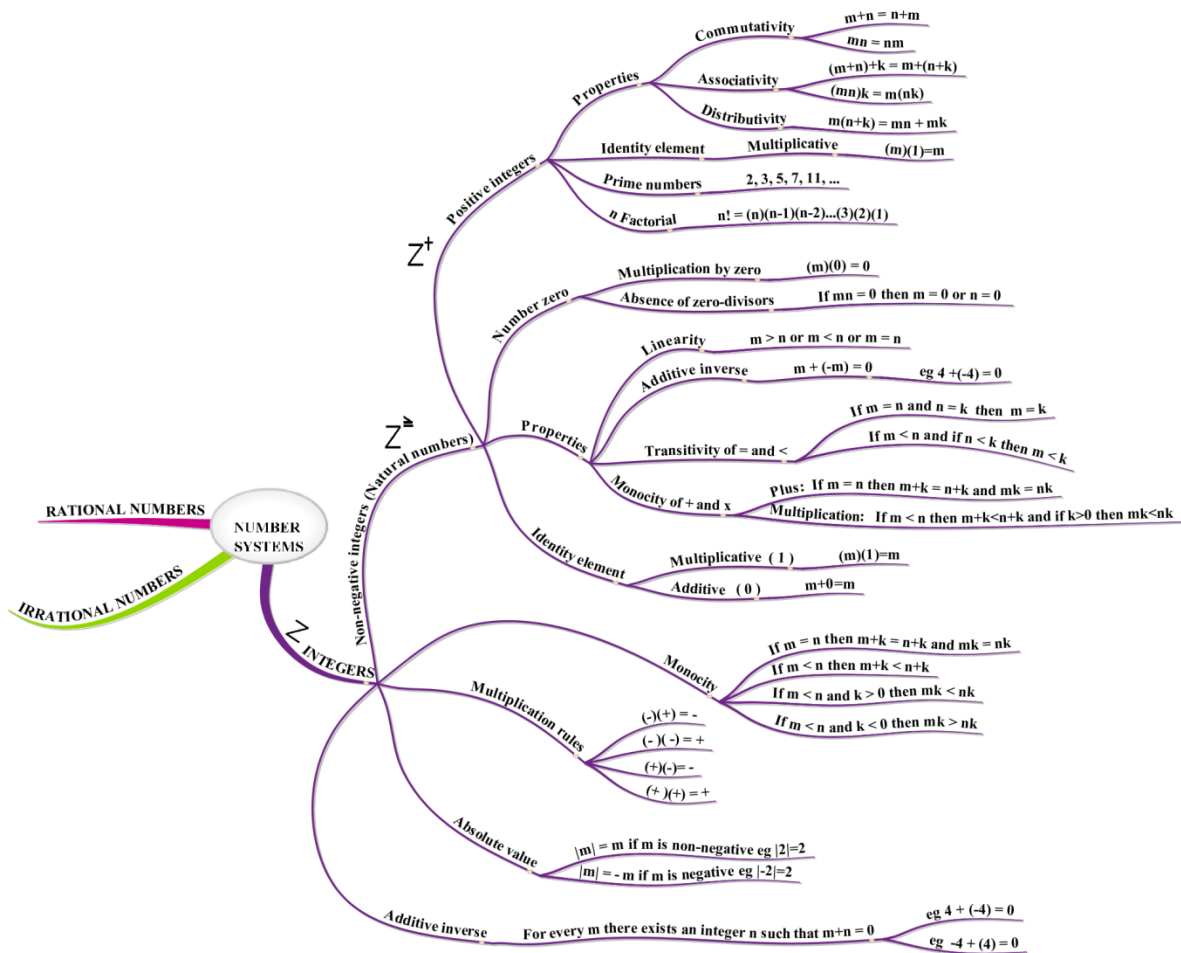 NUMBER
SYSTEMS
RATIONAL NUMBERS
IRRATIONAL NUMBERS
Z INTEGERS
Non-negative integers (Natural numbers)
Z≥
Positive integers
Z+
Properties
Commutativity
m+n = n+m
mn = nm
Associativity
(m+n)+k = m+(n+k)
(mn)k = m(nk)
Distributivity
m(n+k) = mn + mk
Identity element
Multiplicative
(m)(1)=m
Prime numbers
2, 3, 5, 7, 11, ...
n Factorial
n! = (n)(n-1)(n-2)...(3)(2)(1)
Number zero
Multiplication by zero
(m)(0) = 0
Absence of zero-divisors
If mn = 0 then m = 0 or n = 0
Properties
Linearity
m > n or m < n or m = n
Additive inverse
m + (-m) = 0
eg 4 +(-4) = 0
Transitivity of = and <
If m = n and n = k then m = k
If m < n and if n < k then m < k
Monocity of + and x
Plus: If m = n then m+k = n+k and mk = nk
Multiplication: If m < n then m+k<n+k and if k>0 then mk<nk
Identity element
Multiplicative ( 1 )
(m)(1)=m
Additive ( 0 )
m+0=m
Monocity
If m = n then m+k = n+k and mk = nk
If m < n then m+k < n+k
If m < n and k > 0 then mk < nk
If m < n and k < 0 then mk > nk
Multiplication rules
(-)(+) = -
(- )( -) = +
(+)(-)= -
(+ )(+) = +
Absolute value
|m| = m if m is non-negative eg |2|=2
|m| = - m if m is negative eg |-2|=2
Additive inverse
For every m there exists an integer n such that m+n = 0
eg 4 + (-4) = 0
eg -4 + (4) = 0